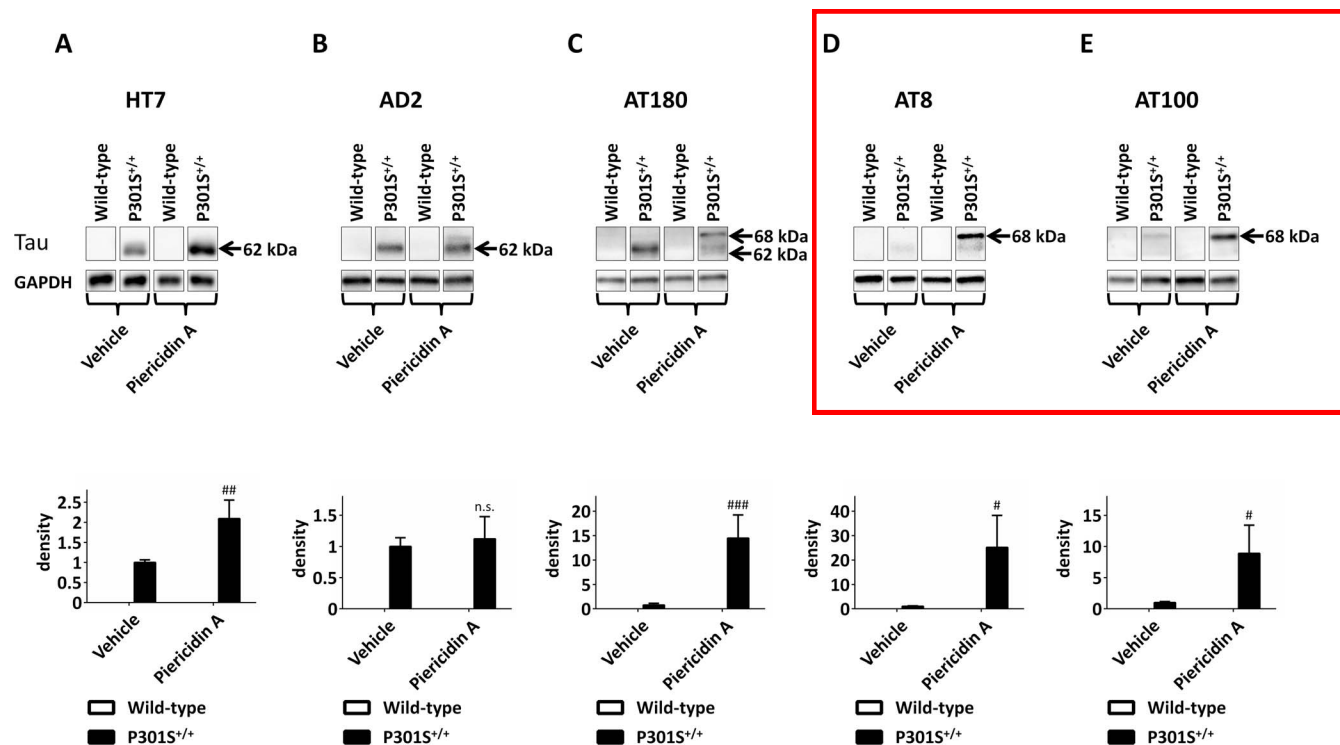 A
B
C
D
E
HT7
AD2
AT180
AT8
AT100
Wild-type
P301S+/+
Wild-type
P301S+/+
Wild-type
P301S+/+
Wild-type
P301S+/+
Wild-type
P301S+/+
Wild-type
P301S+/+
Wild-type
P301S+/+
Wild-type
P301S+/+
Wild-type
P301S+/+
Wild-type
P301S+/+
Tau
62 kDa
62 kDa
68 kDa
62 kDa
68 kDa
68 kDa
GAPDH
Vehicle
Piericidin A
Vehicle
Piericidin A
Vehicle
Piericidin A
Vehicle
Piericidin A
Vehicle
Piericidin A
density
2.5
2
1.5
1
0.5
0
##
Vehicle
Piericidin A
Wild-type
P301S+/+
density
1.5
1
0.5
0
n.s.
Vehicle
Piericidin A
Wild-type
P301S+/+
density
20
15
10
5
0
###
Vehicle
Piericidin A
Wild-type
P301S+/+
density
40
30
20
10
0
#
Vehicle
Piericidin A
Wild-type
P301S+/+
density
15
10
5
0
#
Vehicle
Piericidin A
Wild-type
P301S+/+